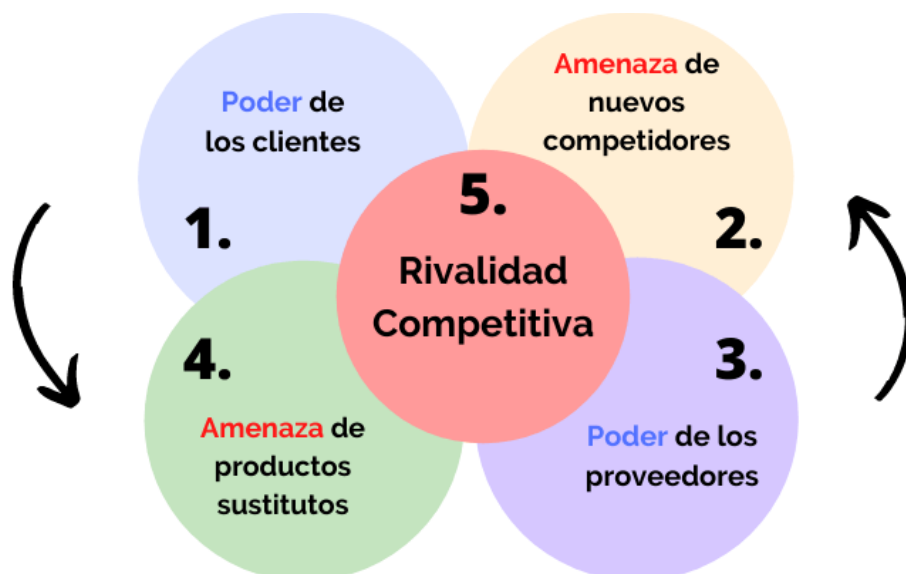 Poder de
los clientes
1.
Amenaza de
nuevos
competidores
2.
5.
Rivalidad
Competitiva
3.
Poder de los
proveedores
4.
Amenaza de
productos
sustitutos